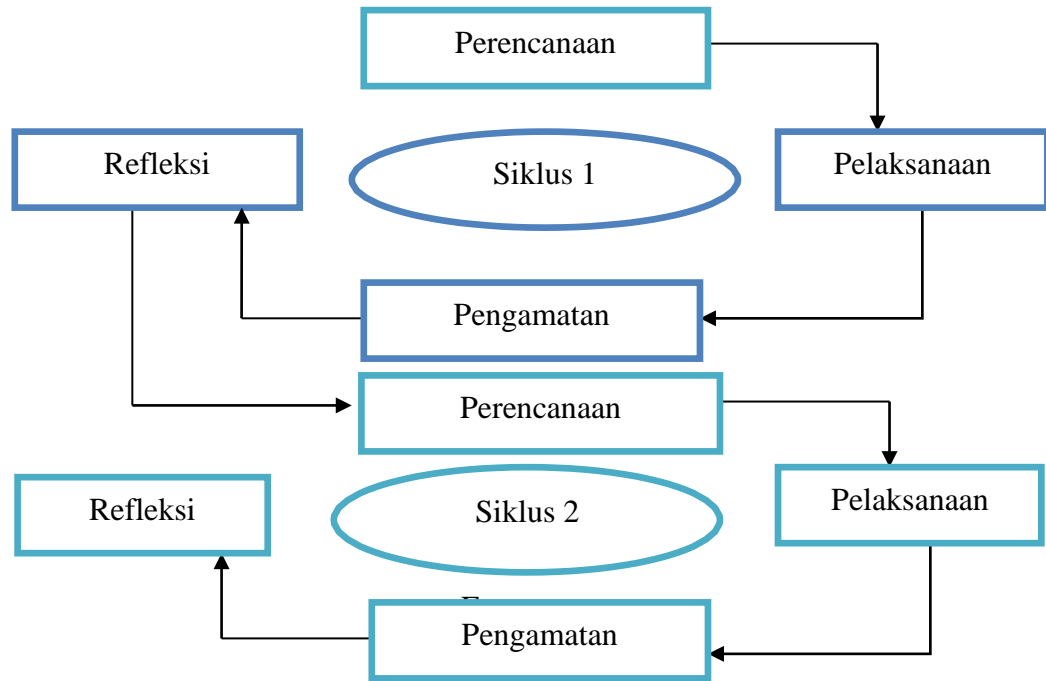 Perencanaan
Refleksi
Siklus 1
Pelaksanaan
Pengamatan
Perencanaan
Refleksi
Siklus 2
Pelaksanaan
Pengamatan